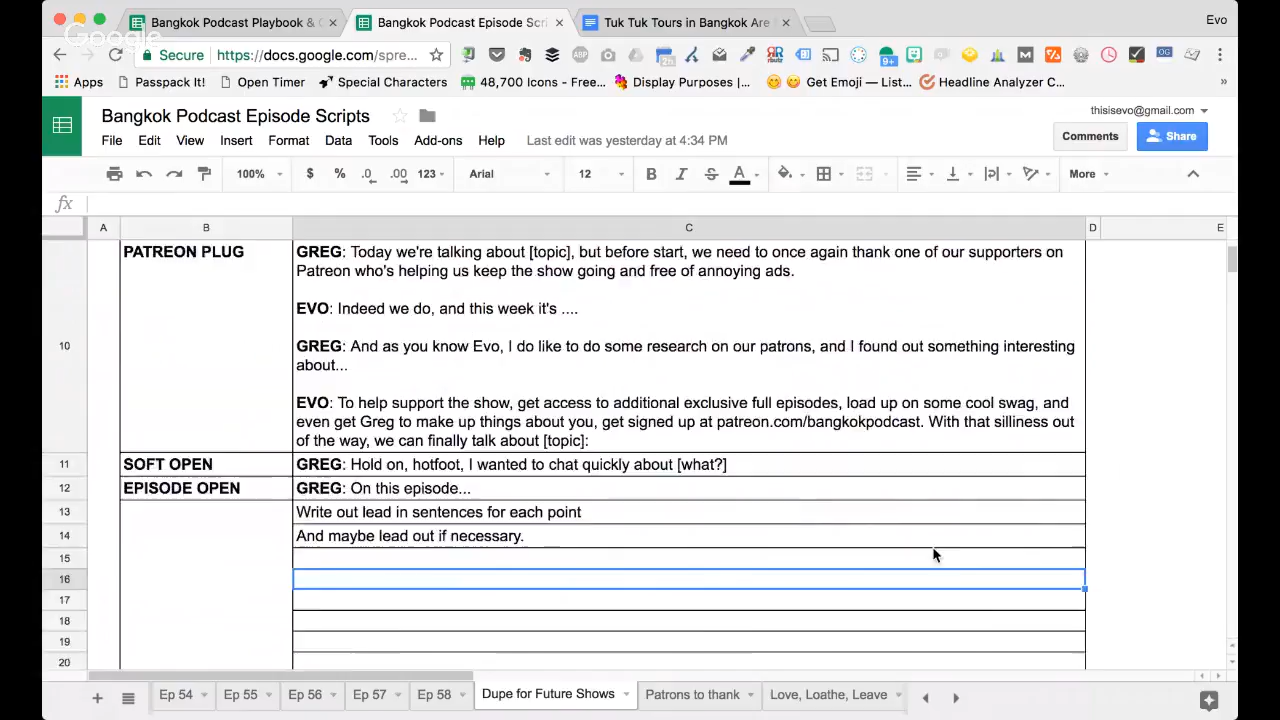 Bangkok Podcast Playbook &
Bangkok Podcast Episode Scri
Tuk Tuk Tours in Bangkok Are
Evo
Google
Secure
https://docs.google.com/spre...
Apps
Passpack It!
Open Timer
Special Characters
48,700 Icons - Free...
Display Purposes |...
Get Emoji — List...
Headline Analyzer C...
Bangkok Podcast Episode Scripts
thisisevo@gmail.com
File Edit View Insert Format Data Tools Add-ons Help
Last edit was yesterday at 4:34 PM
Comments
Share
100% $ % .0 .00 123 Arial 12 B I S A More
fx
A B C D E
10
PATREON PLUG
GREG: Today we're talking about [topic], but before start, we need to once again thank one of our supporters on
Patreon who's helping us keep the show going and free of annoying ads.
EVO: Indeed we do, and this week it's ....
GREG: And as you know Evo, I do like to do some research on our patrons, and I found out something interesting
about...
EVO: To help support the show, get access to additional exclusive full episodes, load up on some cool swag, and
even get Greg to make up things about you, get signed up at patreon.com/bangkokpodcast. With that silliness out
of the way, we can finally talk about [topic]:
11 SOFT OPEN GREG: Hold on, hotfoot, I wanted to chat quickly about [what?]
12 EPISODE OPEN GREG: On this episode...
13 Write out lead in sentences for each point
14 And maybe lead out if necessary.
15
16
17
18
19
20
Ep 54 Ep 55 Ep 56 Ep 57 Ep 58 Dupe for Future Shows Patrons to thank Love, Loathe, Leave